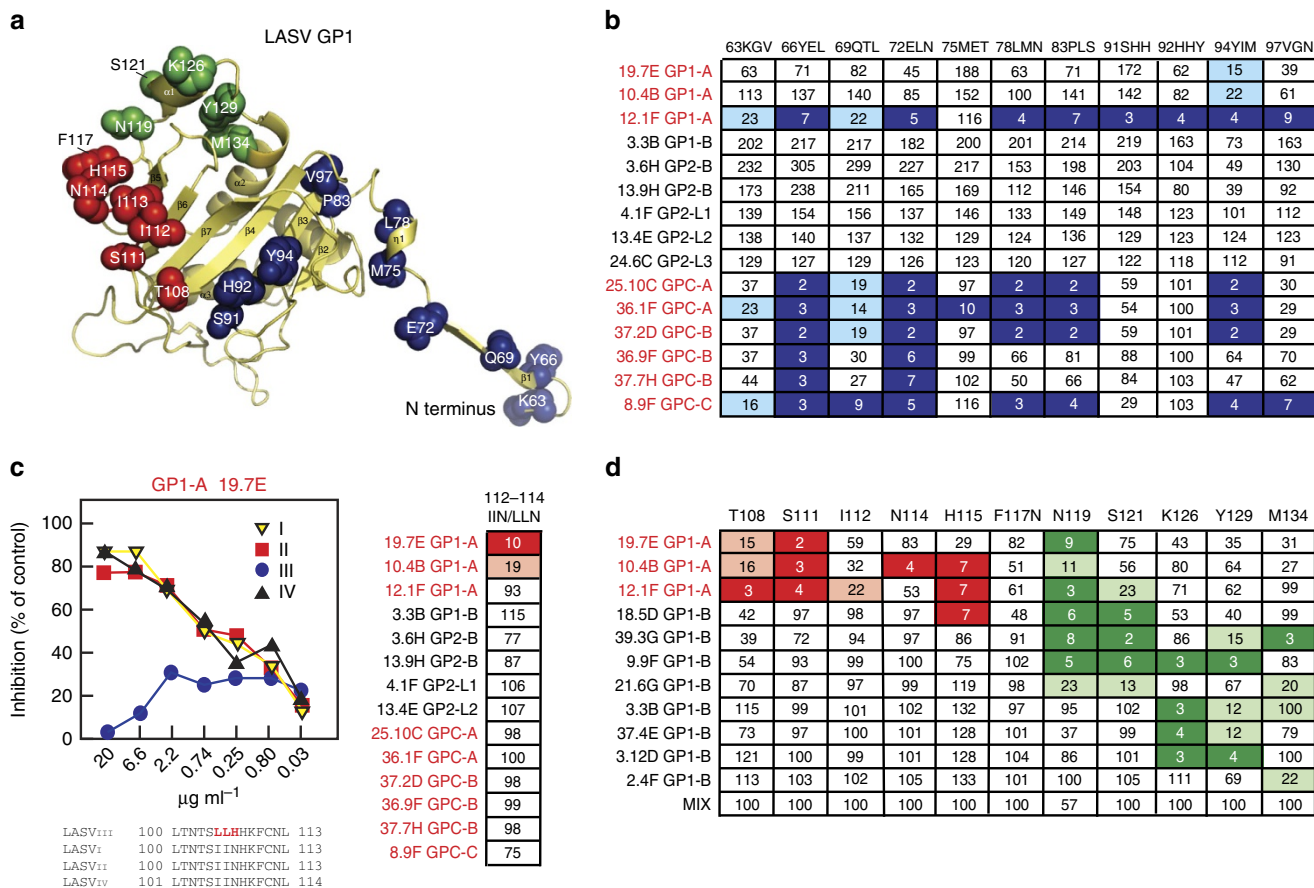 a
LASV GP1
S121
K126
α1
Y129
N119
M134
F117
H115
β5
α2
V97
N114
P83
I113
β6
β3
L78
I112
β7
β4
β2
η1
S111
Y94
M75
T108
α3
H92
S91
E72
Q69
Y66
β1
N terminus
K63
b
63KGV 66YEL 69QTL 72ELN 75MET 78LMN 83PLS 91SHH 92HHY 94YIM 97VGN
19.7E GP1-A 63 71 82 45 188 63 71 172 62 15 39
10.4B GP1-A 113 137 140 85 152 100 141 142 82 22 61
12.1F GP1-A 23 7 22 5 116 4 7 3 4 4 9
3.3B GP1-B 202 217 217 182 200 201 214 219 163 73 163
3.6H GP2-B 232 305 299 227 217 153 198 203 104 49 130
13.9H GP2-B 173 238 211 165 169 112 146 154 80 39 92
4.1F GP2-L1 139 154 156 137 146 133 149 148 123 101 112
13.4E GP2-L2 138 140 137 132 129 124 136 129 123 124 123
24.6C GP2-L3 129 127 129 126 123 120 127 122 118 112 91
25.10C GPC-A 37 2 19 2 97 2 2 59 101 2 30
36.1F GPC-A 23 3 14 3 10 3 3 54 100 3 29
37.2D GPC-B 37 2 19 2 97 2 2 59 101 2 29
36.9F GPC-B 37 3 30 6 99 66 81 88 100 64 70
37.7H GPC-B 44 3 27 7 102 50 66 84 103 47 62
8.9F GPC-C 16 3 9 5 116 3 4 29 103 4 7
c
GP1-A 19.7E
Inhibition (% of control)
100
80
60
40
20
0
I
II
III
IV
20 6.6 2.2 0.74 0.25 0.80 0.03
μg ml⁻¹
LASVIII 100 LTNTSLLHHKFCNL 113
LASVI 100 LTNTSIINHKFCNL 113
LASVII 100 LTNTSIINHKFCNL 113
LASVIV 101 LTNTSIINHKFCNL 114
112–114
IIN/LLN
19.7E GP1-A 10
10.4B GP1-A 19
12.1F GP1-A 93
3.3B GP1-B 115
3.6H GP2-B 77
13.9H GP2-B 87
4.1F GP2-L1 106
13.4E GP2-L2 107
25.10C GPC-A 98
36.1F GPC-A 100
37.2D GPC-B 98
36.9F GPC-B 99
37.7H GPC-B 98
8.9F GPC-C 75
d
T108 S111 I112 N114 H115 F117N N119 S121 K126 Y129 M134
19.7E GP1-A 15 2 59 83 29 82 9 75 43 35 31
10.4B GP1-A 16 3 32 4 7 51 11 56 80 64 27
12.1F GP1-A 3 4 22 53 7 61 3 23 71 62 99
18.5D GP1-B 42 97 98 97 7 48 6 5 53 40 99
39.3G GP1-B 39 72 94 97 86 91 8 2 86 15 3
9.9F GP1-B 54 93 99 100 75 102 5 6 3 3 83
21.6G GP1-B 70 87 97 99 119 98 23 13 98 67 20
3.3B GP1-B 115 99 101 102 132 97 95 102 3 12 100
37.4E GP1-B 73 97 100 101 128 101 37 99 4 12 79
3.12D GP1-B 121 100 99 101 128 101 86 101 3 4 100
2.4F GP1-B 113 103 102 105 133 101 100 105 111 69 22
MIX 100 100 100 100 100 100 57 100 100 100 100